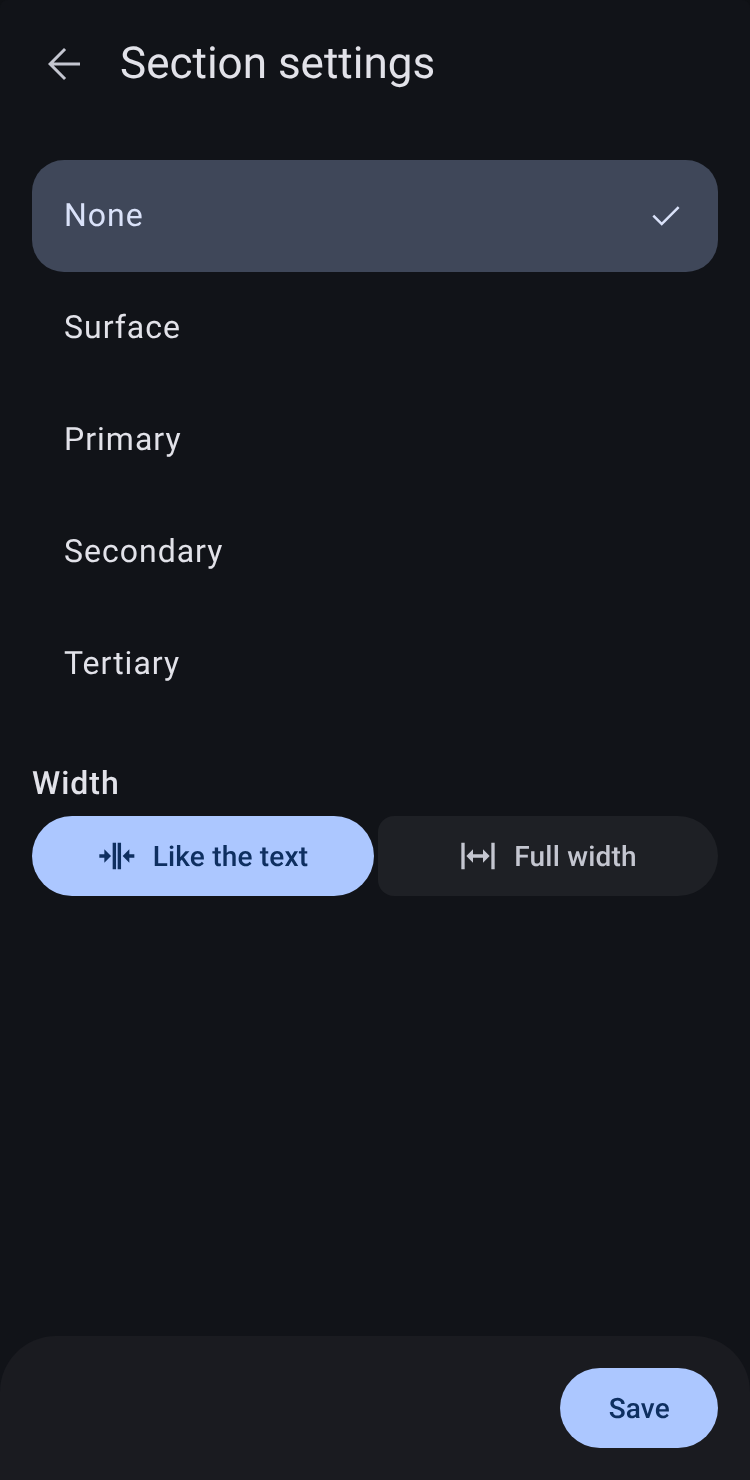 Section settings
None
Surface
Primary
Secondary
Tertiary
Width
Like the text
Full width
Save